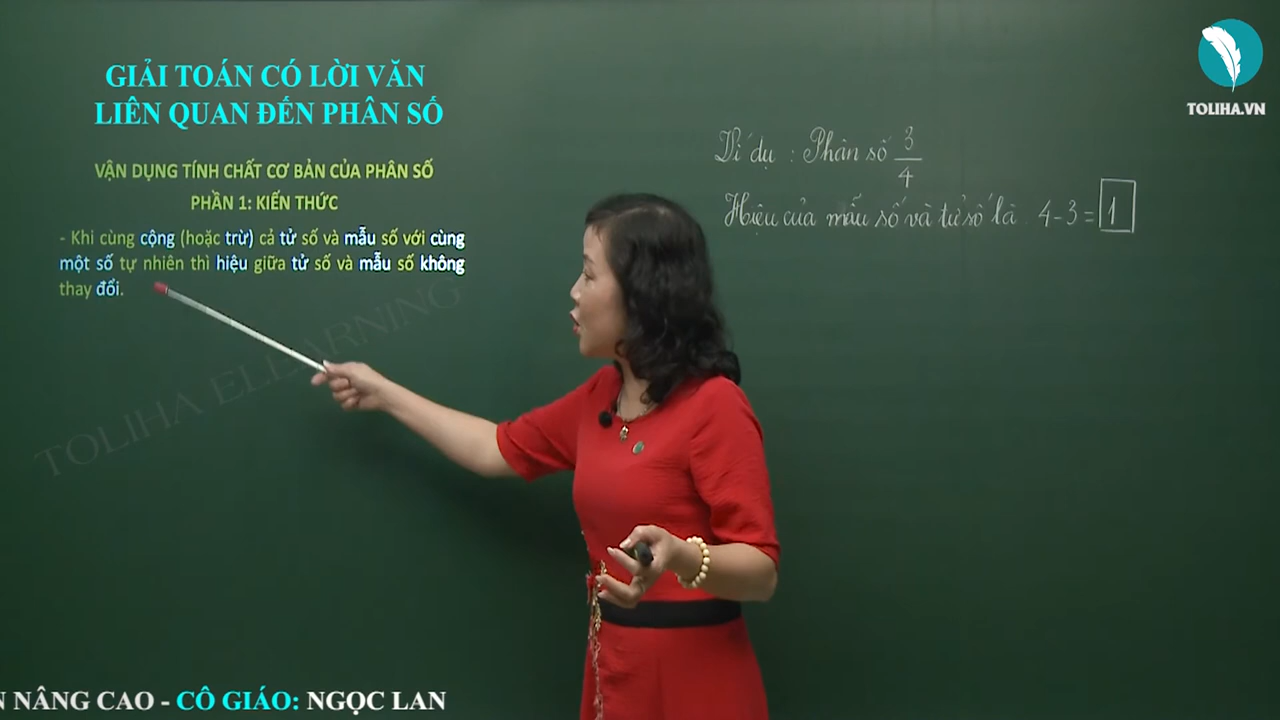 GIẢI TOÁN CÓ LỜI VĂN
LIÊN QUAN ĐẾN PHÂN SỐ
VẬN DỤNG TÍNH CHẤT CƠ BẢN CỦA PHÂN SỐ
PHẦN 1: KIẾN THỨC
- Khi cùng cộng (hoặc trừ) cả tử số và mẫu số với cùng
một số tự nhiên thì hiệu giữa tử số và mẫu số không
thay đổi.
Ví dụ : Phân số 3/4
Hiệu của mẫu số và tử số là 4-3=1
TOLIHA.VN
TOLIHA ELEARNING
N NÂNG CAO - CÔ GIÁO: NGỌC LAN